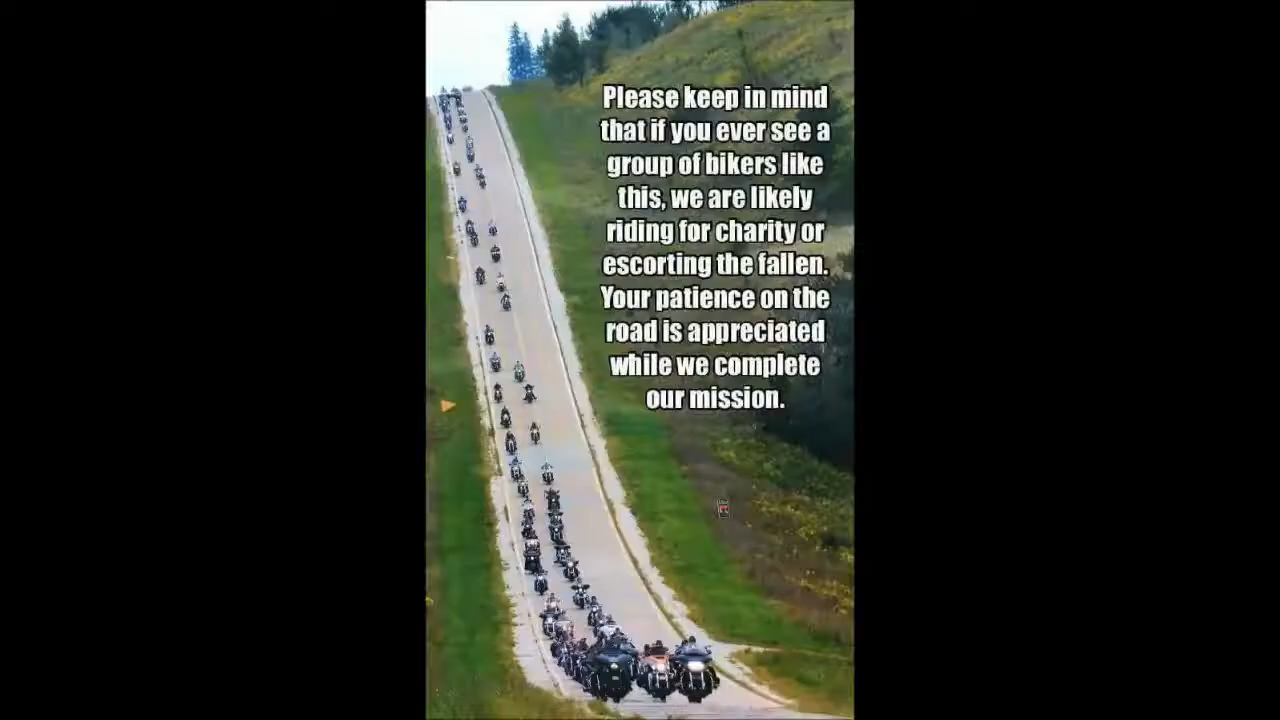 Please keep in mind
that if you ever see a
group of bikers like
this, we are likely
riding for charity or
escorting the fallen.
Your patience on the
road is appreciated
while we complete
our mission.